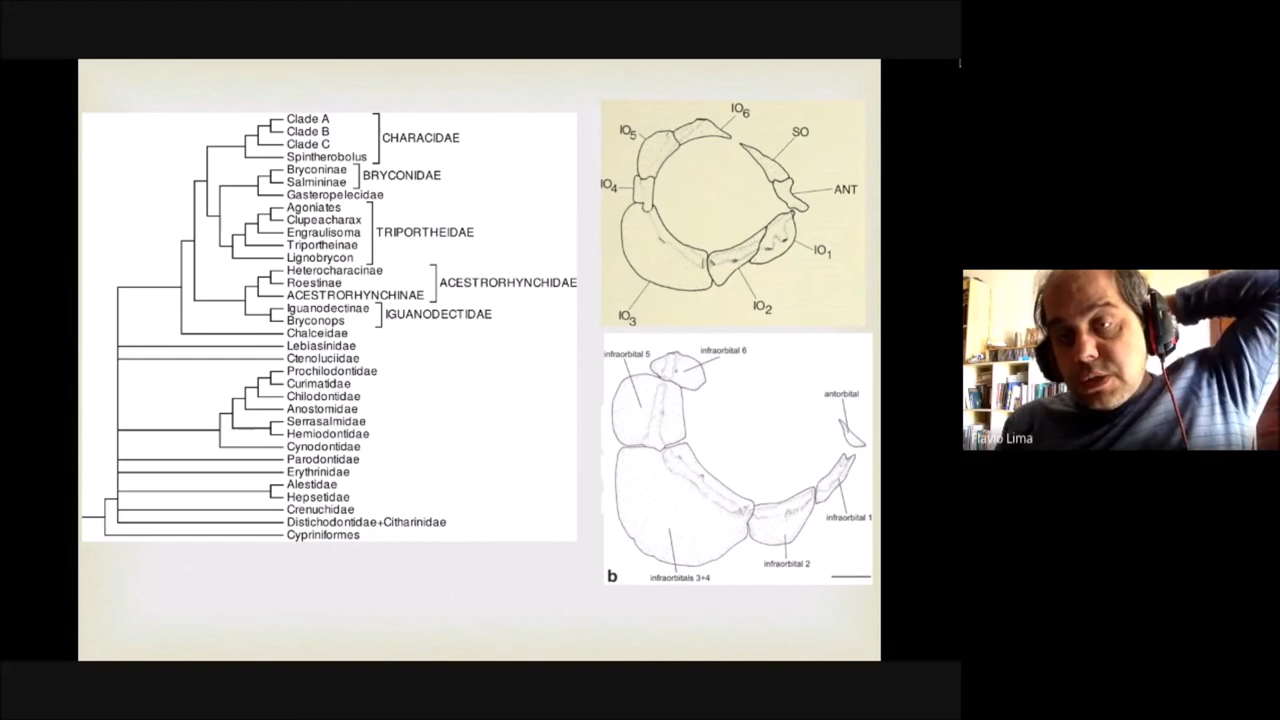 Clade A
Clade B
Clade C
Spintherobolus
CHARACIDAE
Bryconinae
Salmininae
BRYCONIDAE
Gasteropelecidae
Agoniates
Clupeacharax
Engraulisoma
Triportheinae
Lignobrycon
TRIPORTHEIDAE
Heterocharacinae
Roestinae
ACESTRORHYNCHINAE
ACESTRORHYNCHIDAE
Iguanodectinae
Bryconops
IGUANODECTIDAE
Chalceidae
Lebiasinidae
Ctenoluciidae
Prochilodontidae
Curimatidae
Chilodontidae
Anostomidae
Serrasalmidae
Hemiodontidae
Cynodontidae
Parodontidae
Erythrinidae
Alestidae
Hepsetidae
Crenuchidae
Distichodontidae+Citharinidae
Cypriniformes
IO6
IO5
SO
IO4
ANT
IO1
IO2
IO3
infraorbital 5
infraorbital 6
antorbital
infraorbital 1
infraorbital 2
infraorbitals 3+4
b
Flavio Lima